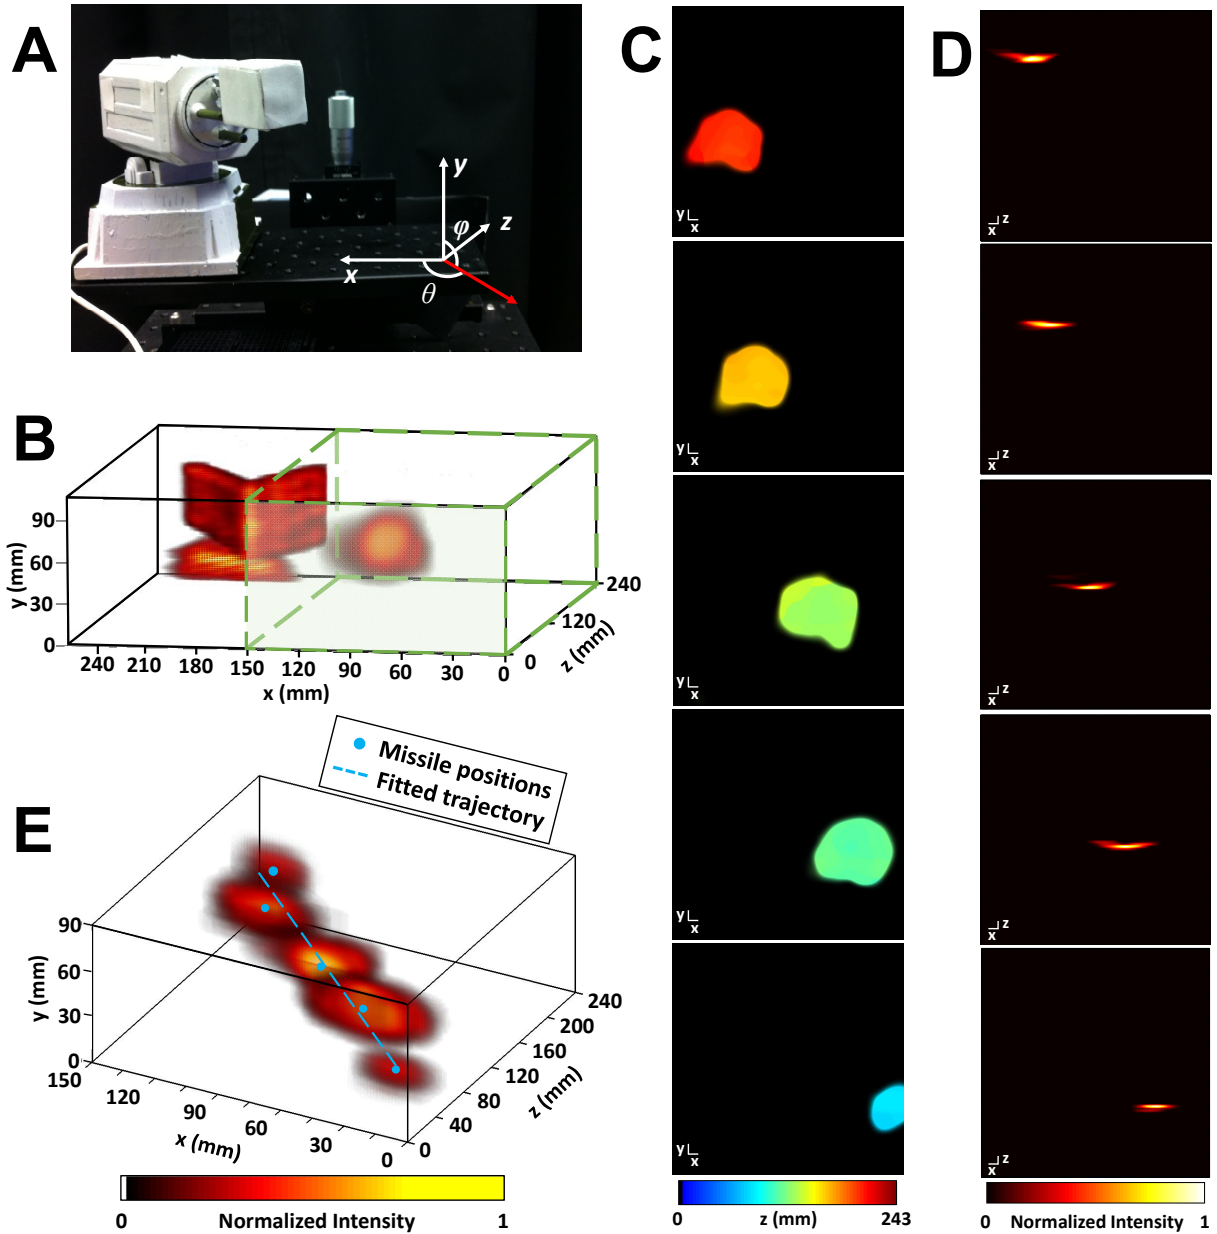 A
y
φ
z
x
θ
B
90
60
30
0
y (mm)
240 210 180 150 120 90 60 30 0
x (mm)
0
120
240
z (mm)
C
y
x
y
x
y
x
y
x
y
x
0 z (mm) 243
D
z
x
z
x
z
x
z
x
z
x
0 Normalized Intensity 1
E
Missile positions
Fitted trajectory
90
60
30
0
y (mm)
150
120
90
60
30
0
x (mm)
0
40
80
120
160
200
240
z (mm)
0 Normalized Intensity 1